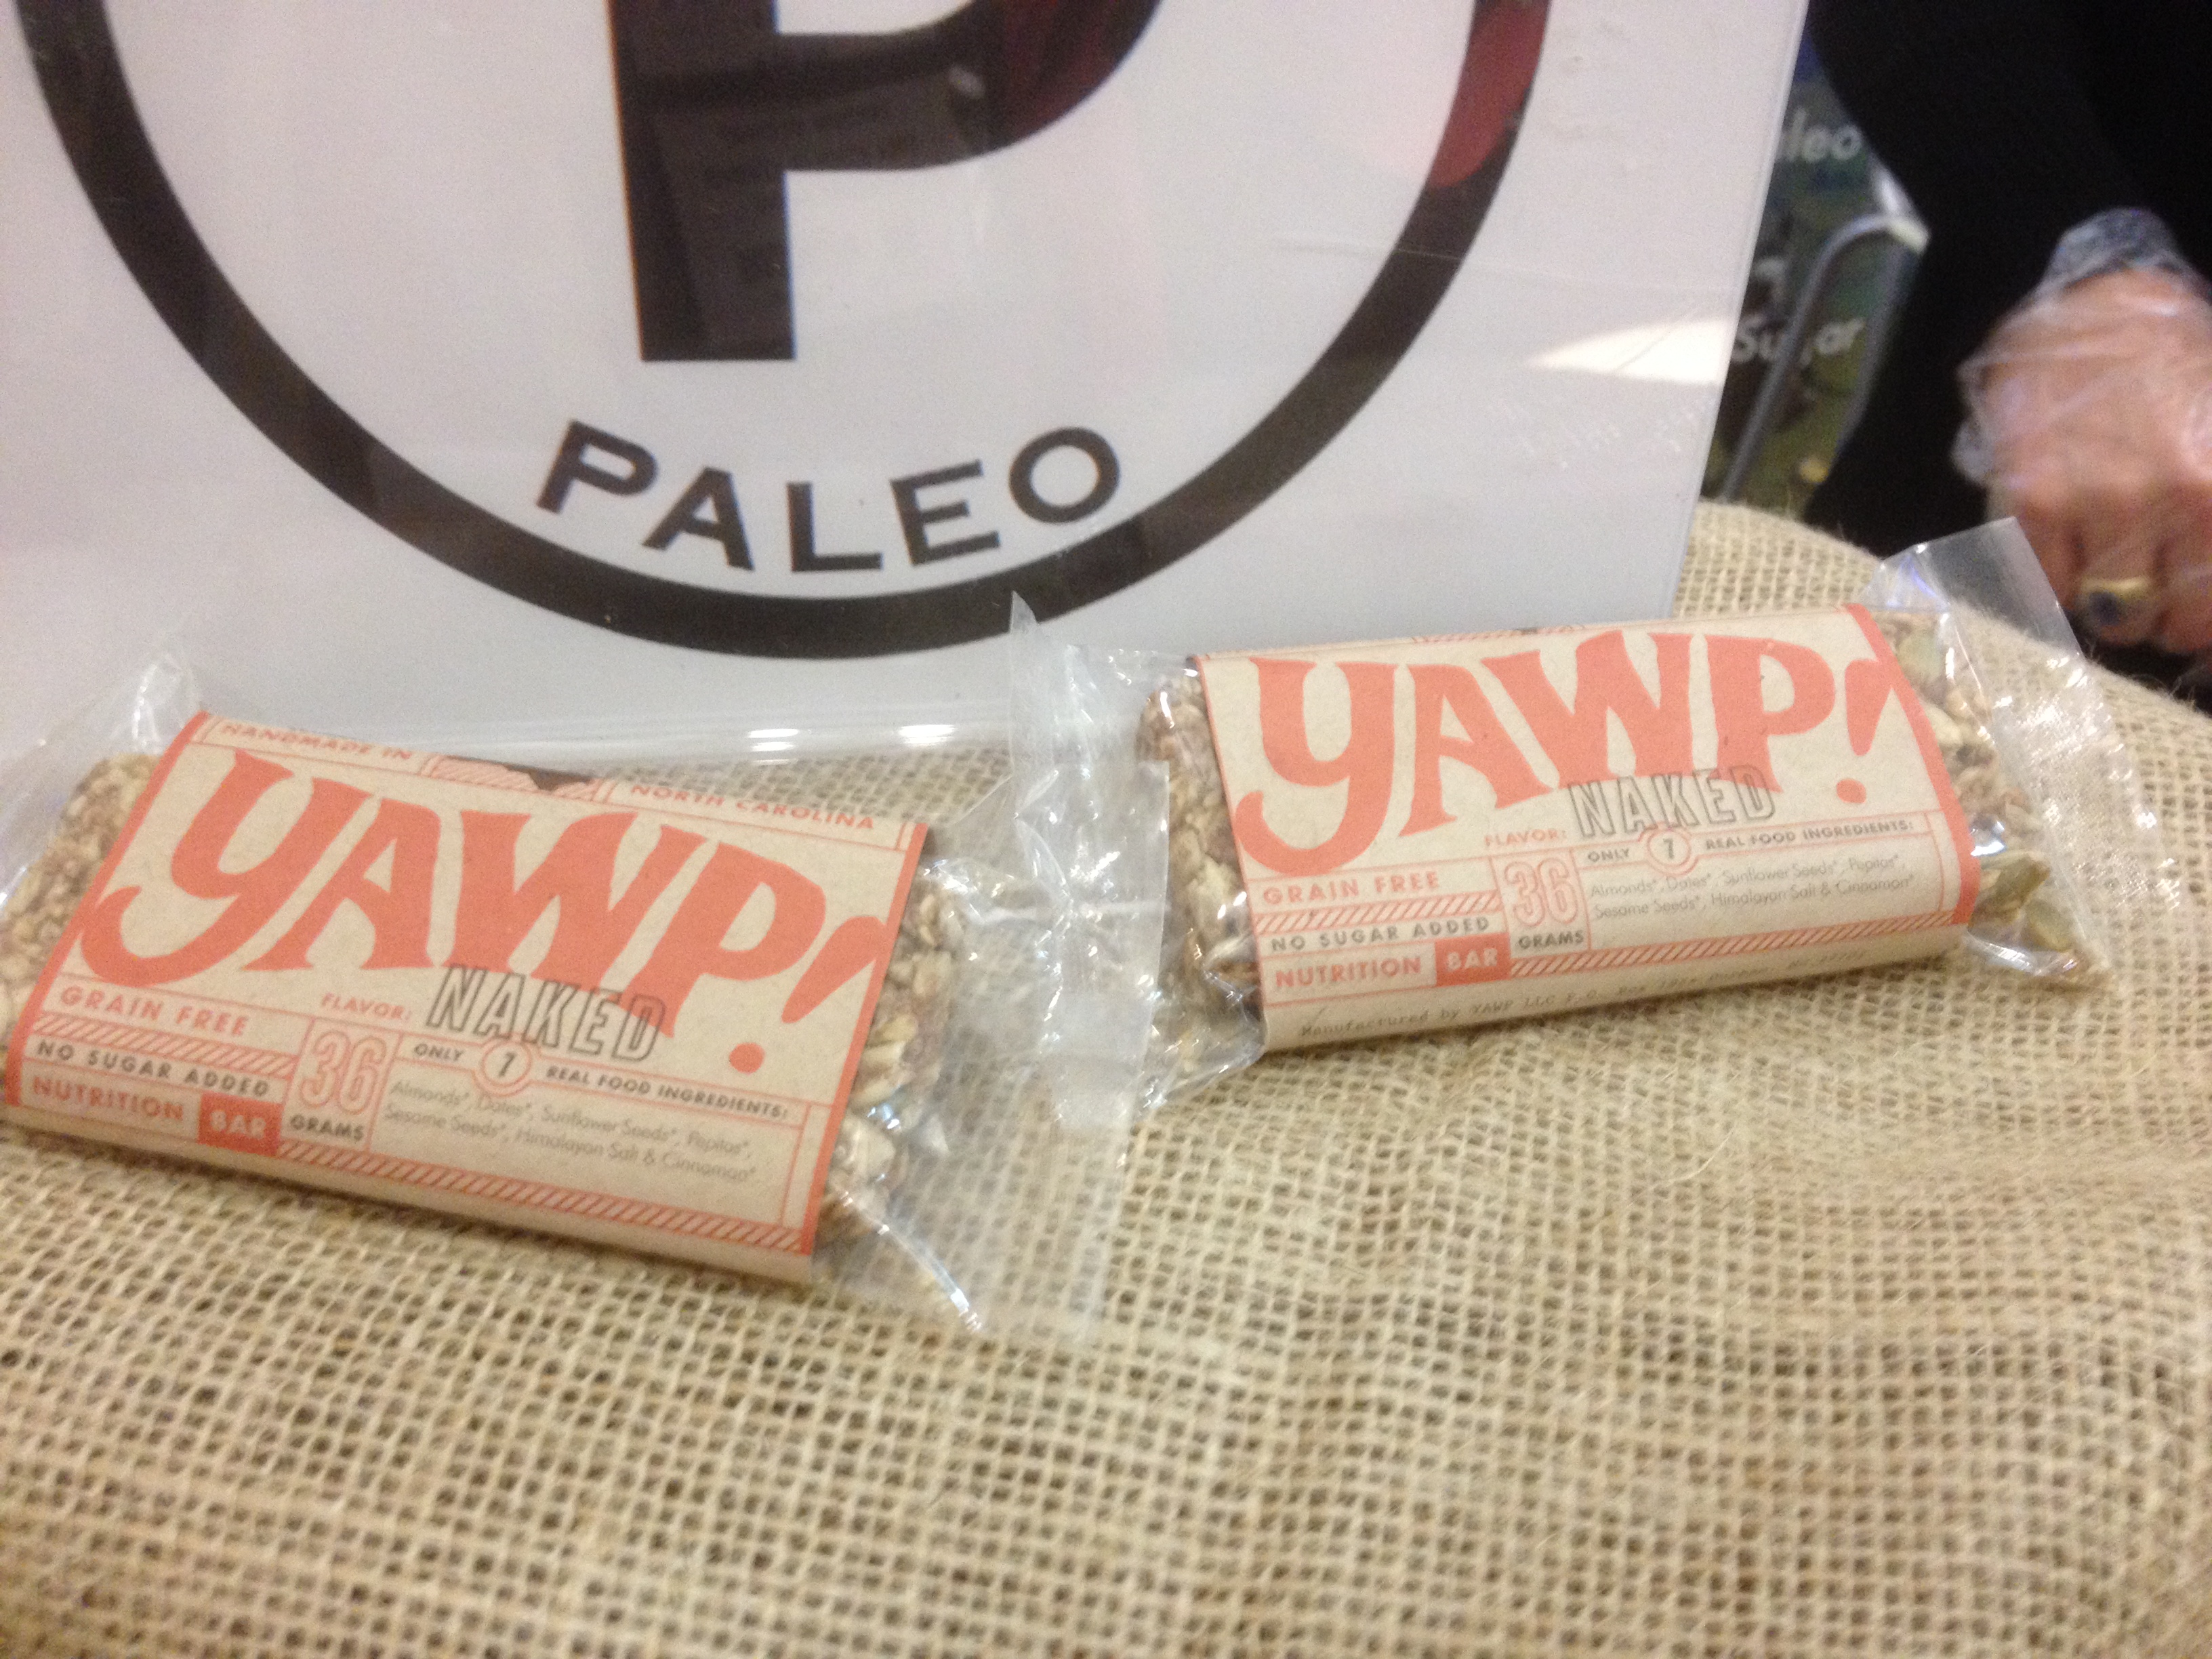 P
PALEO
leo
Sugar
HANDMADE IN NORTH CAROLINA
YAWP!
FLAVOR: NAKED
GRAIN FREE
NO SUGAR ADDED
NUTRITION BAR
36
GRAMS
ONLY 7 REAL FOOD INGREDIENTS:
Almonds*, Dates*, Sunflower Seeds*, Pepitas*,
Sesame Seeds*, Himalayan Salt & Cinnamon*
YAWP!
FLAVOR: NAKED
GRAIN FREE
NO SUGAR ADDED
NUTRITION BAR
36
GRAMS
ONLY 7 REAL FOOD INGREDIENTS:
Almonds*, Dates*, Sunflower Seeds*, Pepitas*,
Sesame Seeds*, Himalayan Salt & Cinnamon*
Manufactured by YAWP LLC P.O. Box